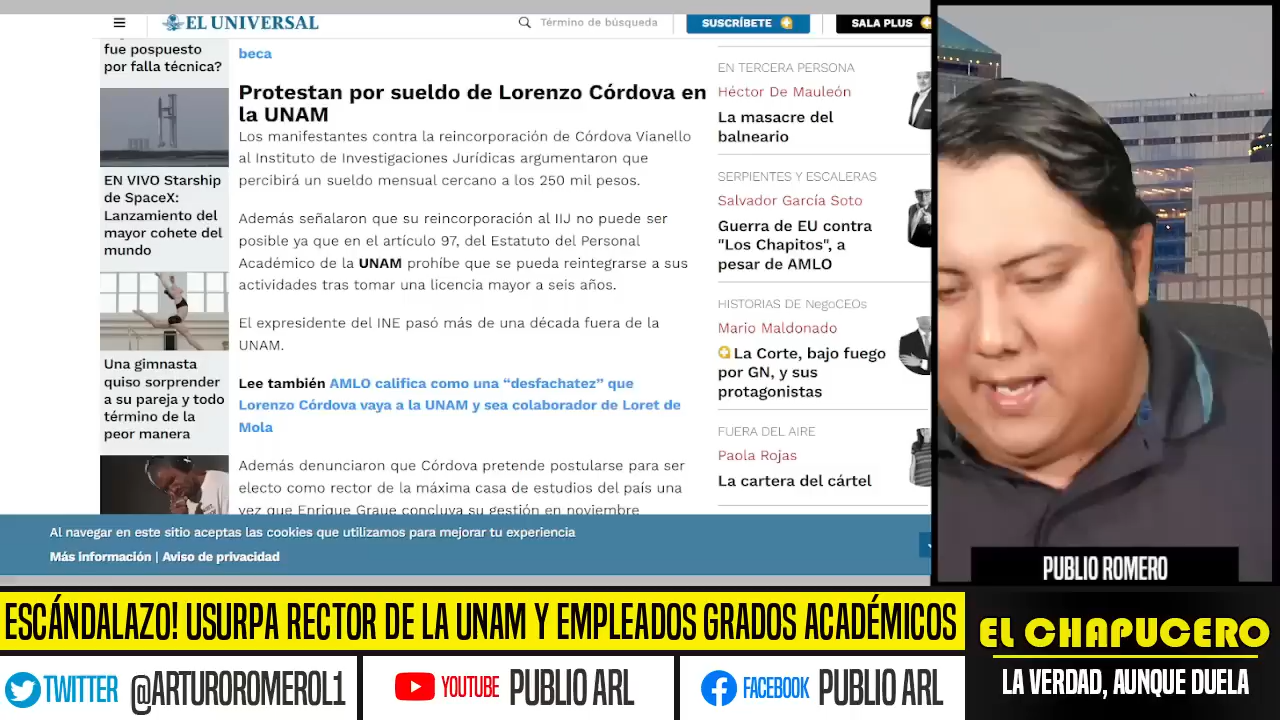 EL UNIVERSAL
Término de búsqueda
SUSCRÍBETE
SALA PLUS
fue pospuesto
por falla técnica?
EN VIVO Starship
de SpaceX:
Lanzamiento del
mayor cohete del
mundo
Una gimnasta
quiso sorprender
a su pareja y todo
término de la
peor manera
beca
Protestan por sueldo de Lorenzo Córdova en
la UNAM
Los manifestantes contra la reincorporación de Córdova Vianello
al Instituto de Investigaciones Jurídicas argumentaron que
percibirá un sueldo mensual cercano a los 250 mil pesos.
Además señalaron que su reincorporación al IIJ no puede ser
posible ya que en el artículo 97, del Estatuto del Personal
Académico de la UNAM prohíbe que se pueda reintegrarse a sus
actividades tras tomar una licencia mayor a seis años.
El expresidente del INE pasó más de una década fuera de la
UNAM.
Lee también AMLO califica como una “desfachatez” que
Lorenzo Córdova vaya a la UNAM y sea colaborador de Loret de
Mola
Además denunciaron que Córdova pretende postularse para ser
electo como rector de la máxima casa de estudios del país una
vez que Enrique Graue concluya su gestión en noviembre
EN TERCERA PERSONA
Héctor De Mauleón
La masacre del
balneario
SERPIENTES Y ESCALERAS
Salvador García Soto
Guerra de EU contra
"Los Chapitos", a
pesar de AMLO
HISTORIAS DE NegoCEOs
Mario Maldonado
La Corte, bajo fuego
por GN, y sus
protagonistas
FUERA DEL AIRE
Paola Rojas
La cartera del cártel
Al navegar en este sitio aceptas las cookies que utilizamos para mejorar tu experiencia
Más información | Aviso de privacidad
PUBLIO ROMERO
ESCÁNDALAZO! USURPA RECTOR DE LA UNAM Y EMPLEADOS GRADOS ACADÉMICOS
EL CHAPUCERO
LA VERDAD, AUNQUE DUELA
TWITTER @ARTUROROMEROL1
YOUTUBE PUBLIO ARL
FACEBOOK PUBLIO ARL